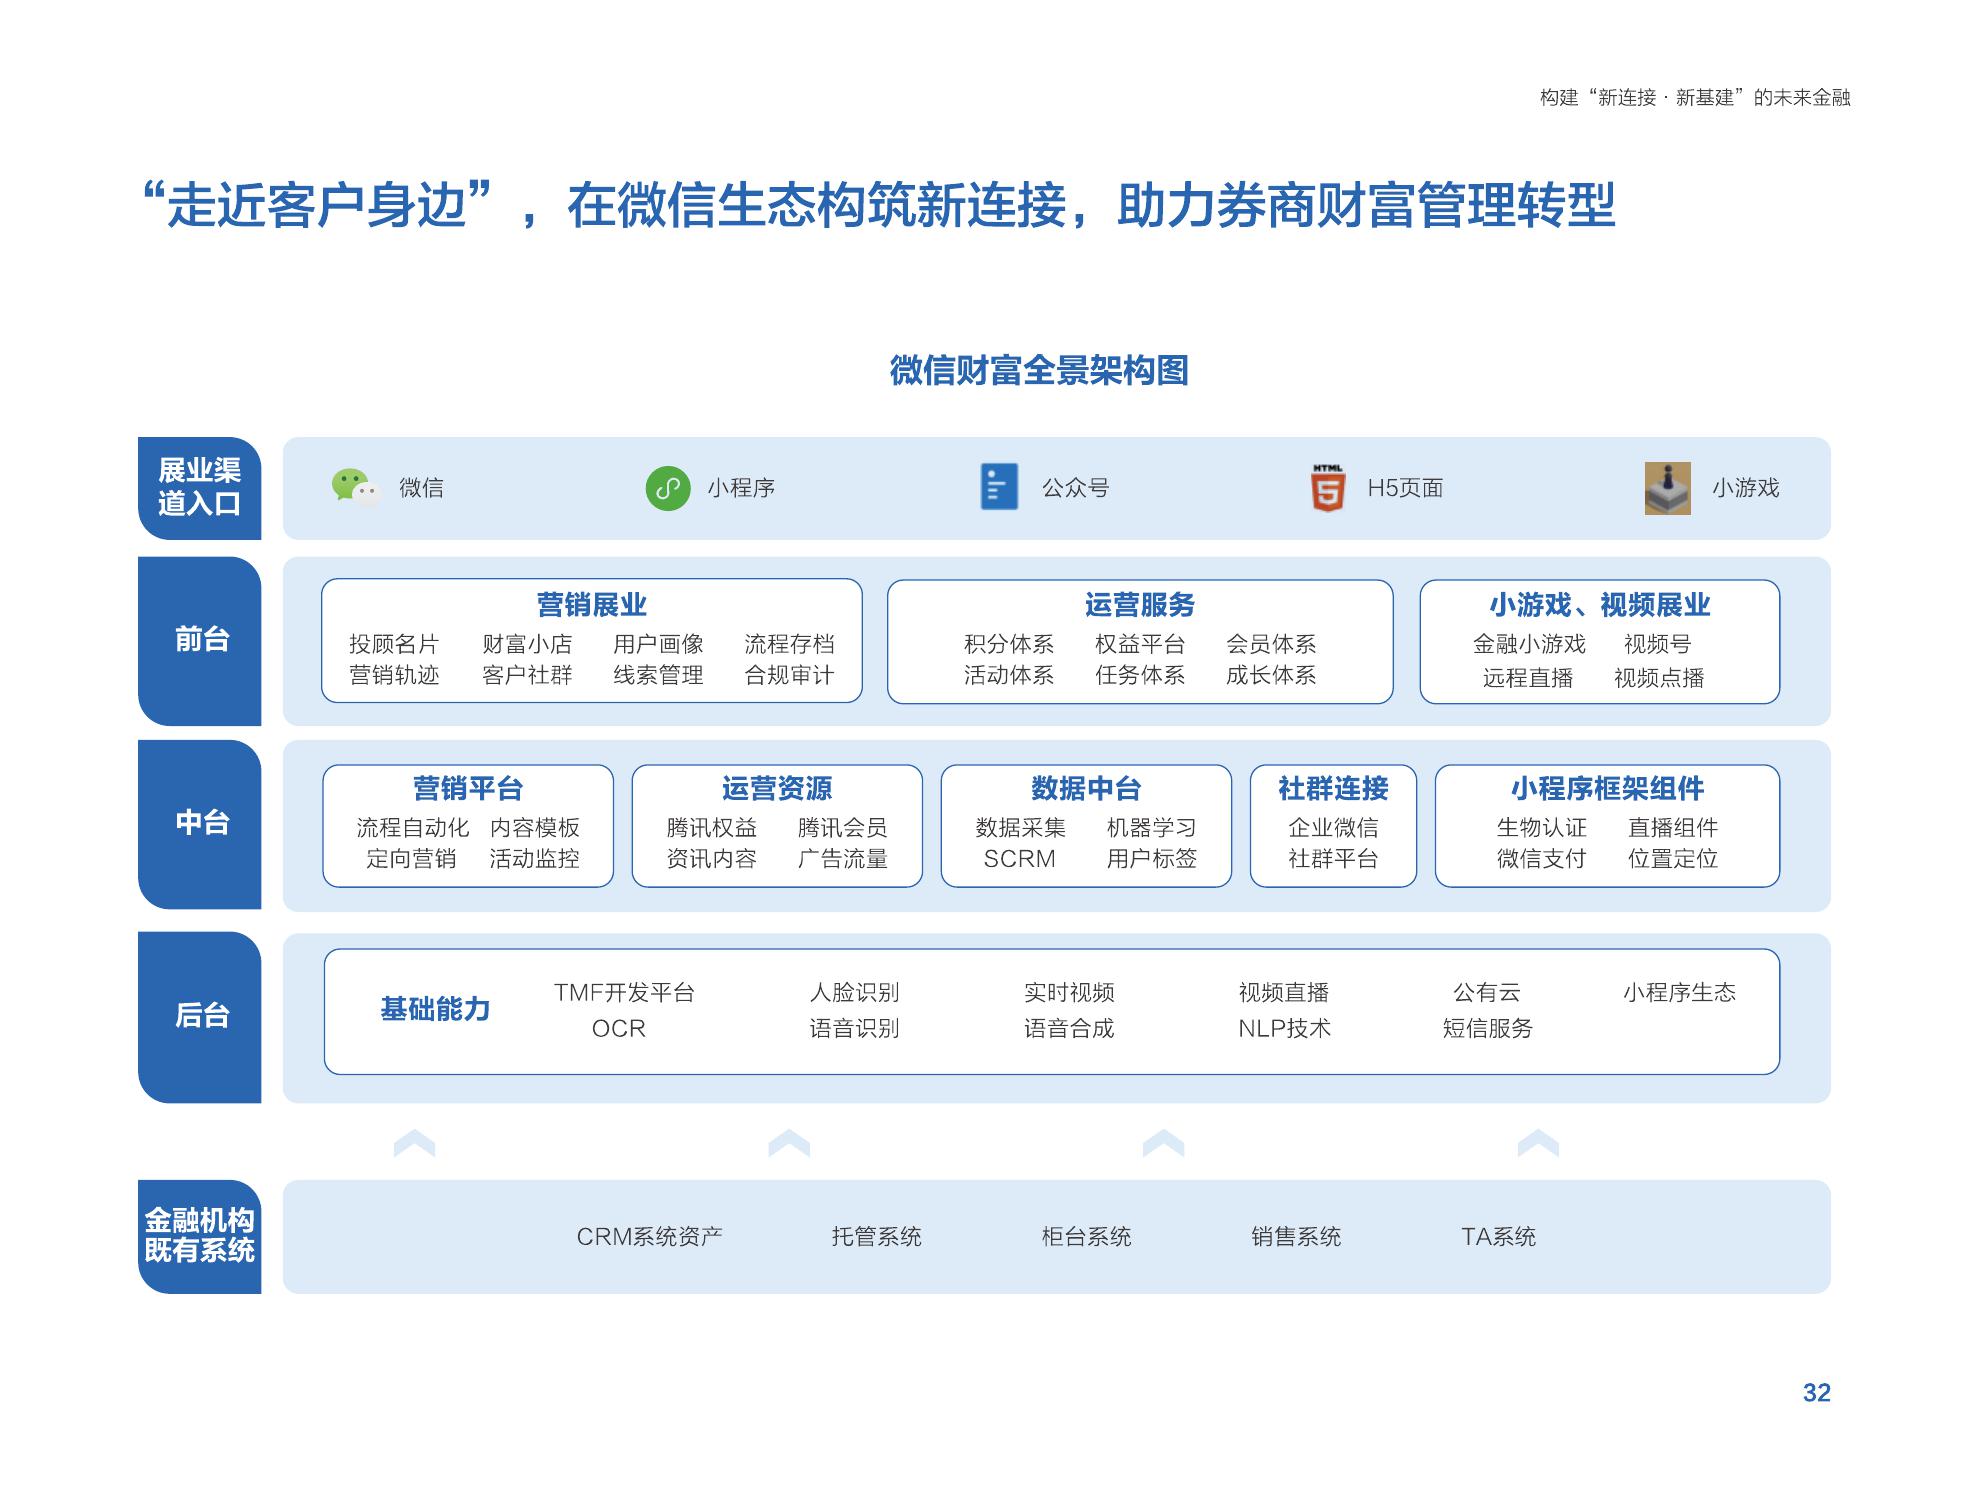 构建“新连接·新基建”的未来金融
“走近客户身边”，在微信生态构筑新连接，助力券商财富管理转型
微信财富全景架构图
展业渠
道入口
微信 小程序 公众号 HTML 5 H5页面 小游戏
前台
营销展业
投顾名片 财富小店 用户画像 流程存档
营销轨迹 客户社群 线索管理 合规审计
运营服务
积分体系 权益平台 会员体系
活动体系 任务体系 成长体系
小游戏、视频展业
金融小游戏 视频号
远程直播 视频点播
中台
营销平台
流程自动化 内容模板
定向营销 活动监控
运营资源
腾讯权益 腾讯会员
资讯内容 广告流量
数据中台
数据采集 机器学习
SCRM 用户标签
社群连接
企业微信
社群平台
小程序框架组件
生物认证 直播组件
微信支付 位置定位
后台
基础能力
TMF开发平台 人脸识别 实时视频 视频直播 公有云 小程序生态
OCR 语音识别 语音合成 NLP技术 短信服务
金融机构
既有系统
CRM系统资产 托管系统 柜台系统 销售系统 TA系统
32